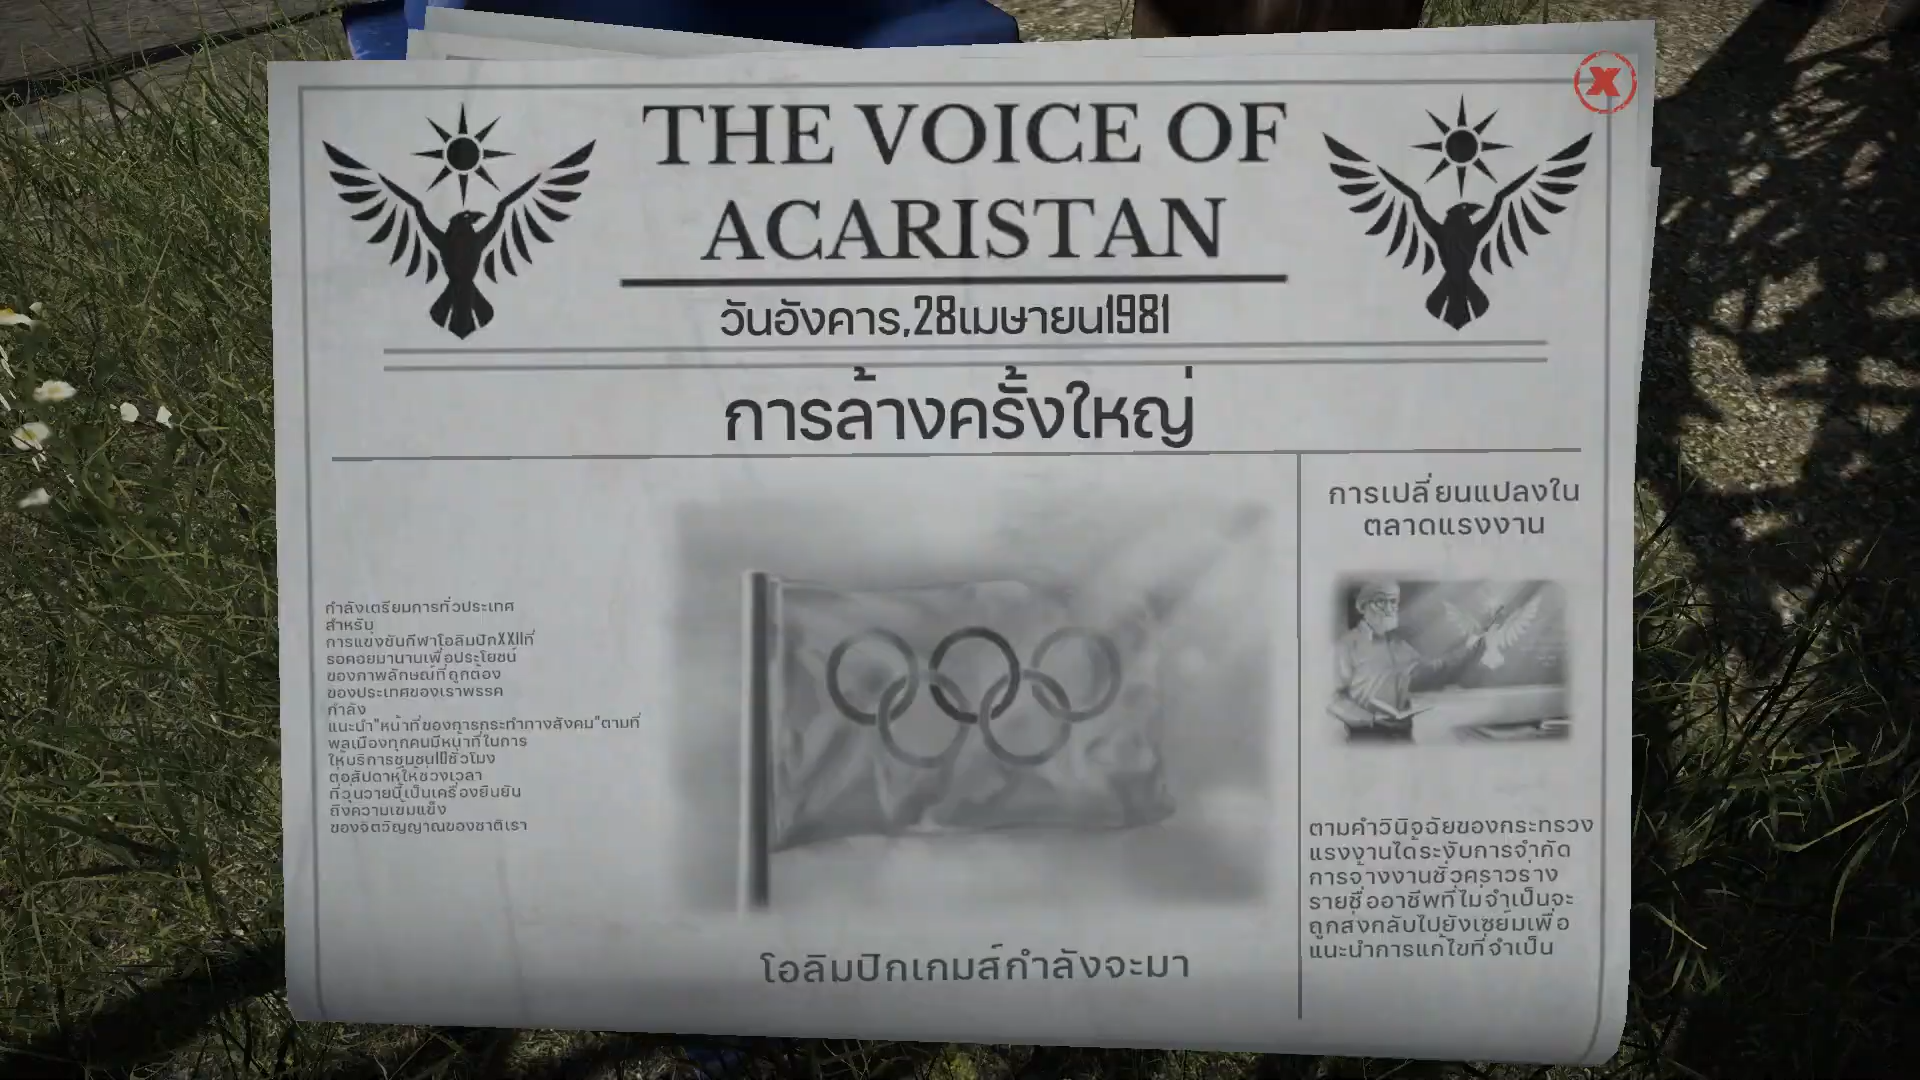 THE VOICE OF
ACARISTAN
วันอังคาร,28เมษายน1981
การล้างครั้งใหญ่
กำลังเตรียมการทั่วประเทศ
สำหรับ
การแข่งขันกีฬาโอลิมปิกXXIIที่
รอคอยมานานเพื่อประโยชน์
ของภาพลักษณ์ที่ถูกต้อง
ของประเทศของเราพรรค
กำลัง
แนะนำ"หน้าที่ของการกระทำทางสังคม"ตามที่
พลเมืองทุกคนมีหน้าที่ในการ
ให้บริการชุมชน10ชั่วโมง
ต่อสัปดาห์ให้ช่วงเวลา
ที่วุ่นวายนี้เป็นเครื่องยืนยัน
ถึงความเข้มแข็ง
ของจิตวิญญาณของชาติเรา
โอลิมปิกเกมส์กำลังจะมา
การเปลี่ยนแปลงใน
ตลาดแรงงาน
ตามคำวินิจฉัยของกระทรวง
แรงงานได้ระงับการจำกัด
การจ้างงานชั่วคราวร่าง
รายชื่ออาชีพที่ไม่จำเป็นจะ
ถูกส่งกลับไปยังเซย์มเพื่อ
แนะนำการแก้ไขที่จำเป็น
X